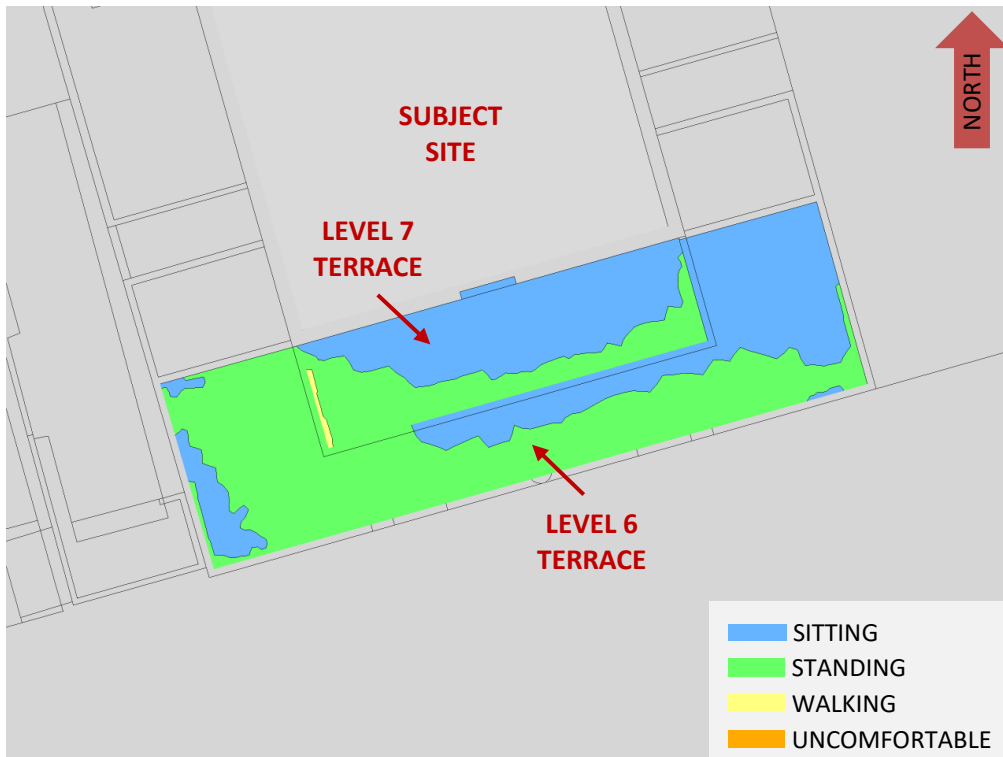 NORTH
SUBJECT
SITE
LEVEL 7
TERRACE
LEVEL 6
TERRACE
SITTING
STANDING
WALKING
UNCOMFORTABLE